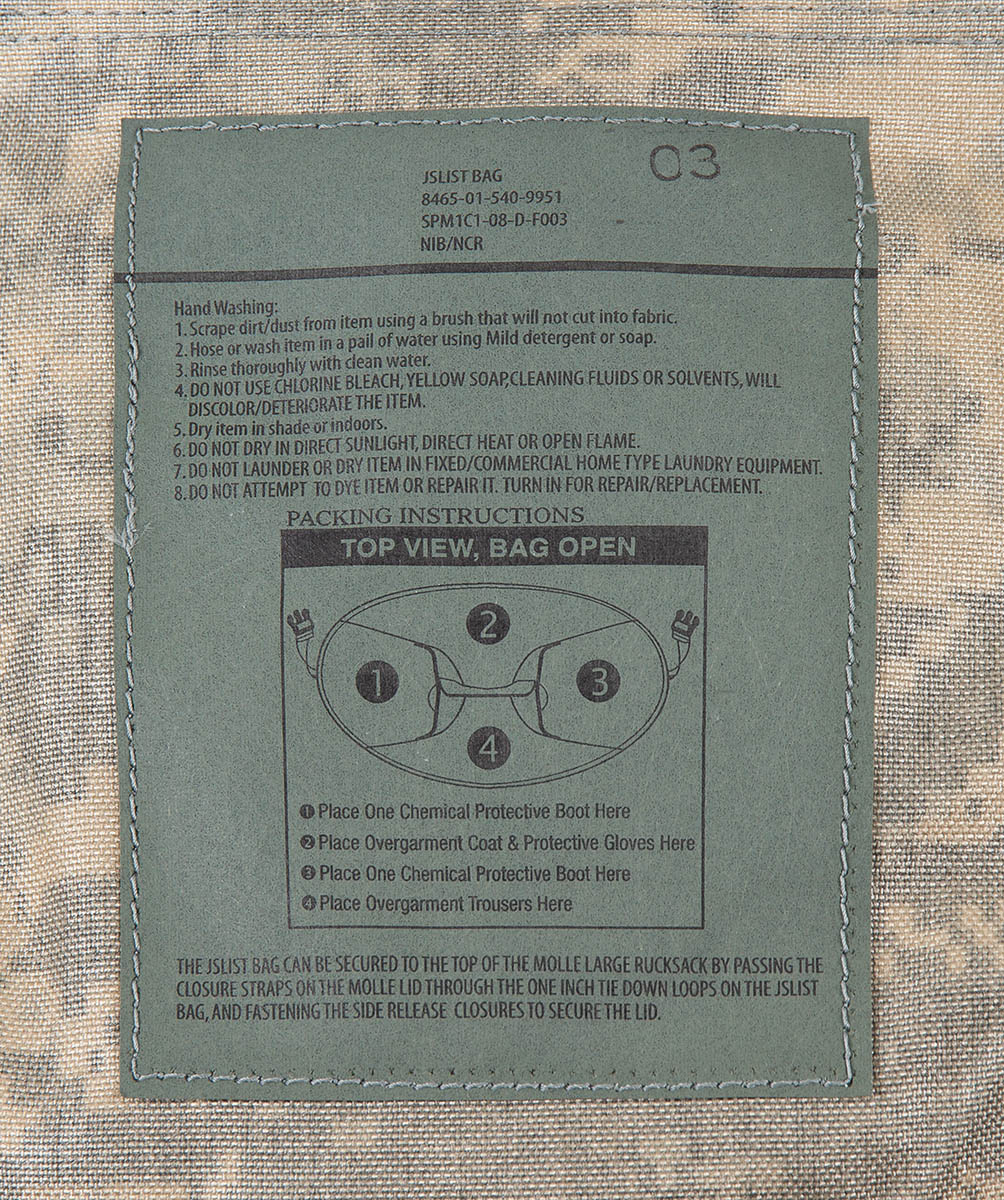 03
JSLIST BAG
8465-01-540-9951
SPM1C1-08-D-F003
NIB/NCR
Hand Washing:
1. Scrape dirt/dust from item using a brush that will not cut into fabric.
2. Hose or wash item in a pail of water using Mild detergent or soap.
3. Rinse thoroughly with clean water.
4. DO NOT USE CHLORINE BLEACH, YELLOW SOAP,CLEANING FLUIDS OR SOLVENTS, WILL
DISCOLOR/DETERIORATE THE ITEM.
5. Dry item in shade or indoors.
6. DO NOT DRY IN DIRECT SUNLIGHT, DIRECT HEAT OR OPEN FLAME.
7. DO NOT LAUNDER OR DRY ITEM IN FIXED/COMMERCIAL HOME TYPE LAUNDRY EQUIPMENT.
8. DO NOT ATTEMPT TO DYE ITEM OR REPAIR IT. TURN IN FOR REPAIR/REPLACEMENT.
PACKING INSTRUCTIONS
TOP VIEW, BAG OPEN
2
1
3
4
1 Place One Chemical Protective Boot Here
2 Place Overgarment Coat & Protective Gloves Here
3 Place One Chemical Protective Boot Here
4 Place Overgarment Trousers Here
THE JSLIST BAG CAN BE SECURED TO THE TOP OF THE MOLLE LARGE RUCKSACK BY PASSING THE
CLOSURE STRAPS ON THE MOLLE LID THROUGH THE ONE INCH TIE DOWN LOOPS ON THE JSLIST
BAG, AND FASTENING THE SIDE RELEASE CLOSURES TO SECURE THE LID.